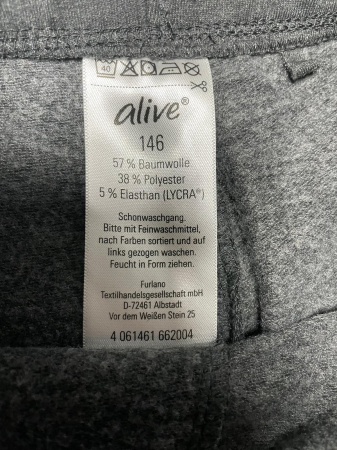 40
alive®
146
57 % Baumwolle
38 % Polyester
5 % Elasthan (LYCRA®)
Schonwaschgang.
Bitte mit Feinwaschmittel,
nach Farben sortiert und auf
links gezogen waschen.
Feucht in Form ziehen.
Furlano
Textilhandelsgesellschaft mbH
D-72461 Albstadt
Vor dem Weißen Stein 25
4 061461 662004